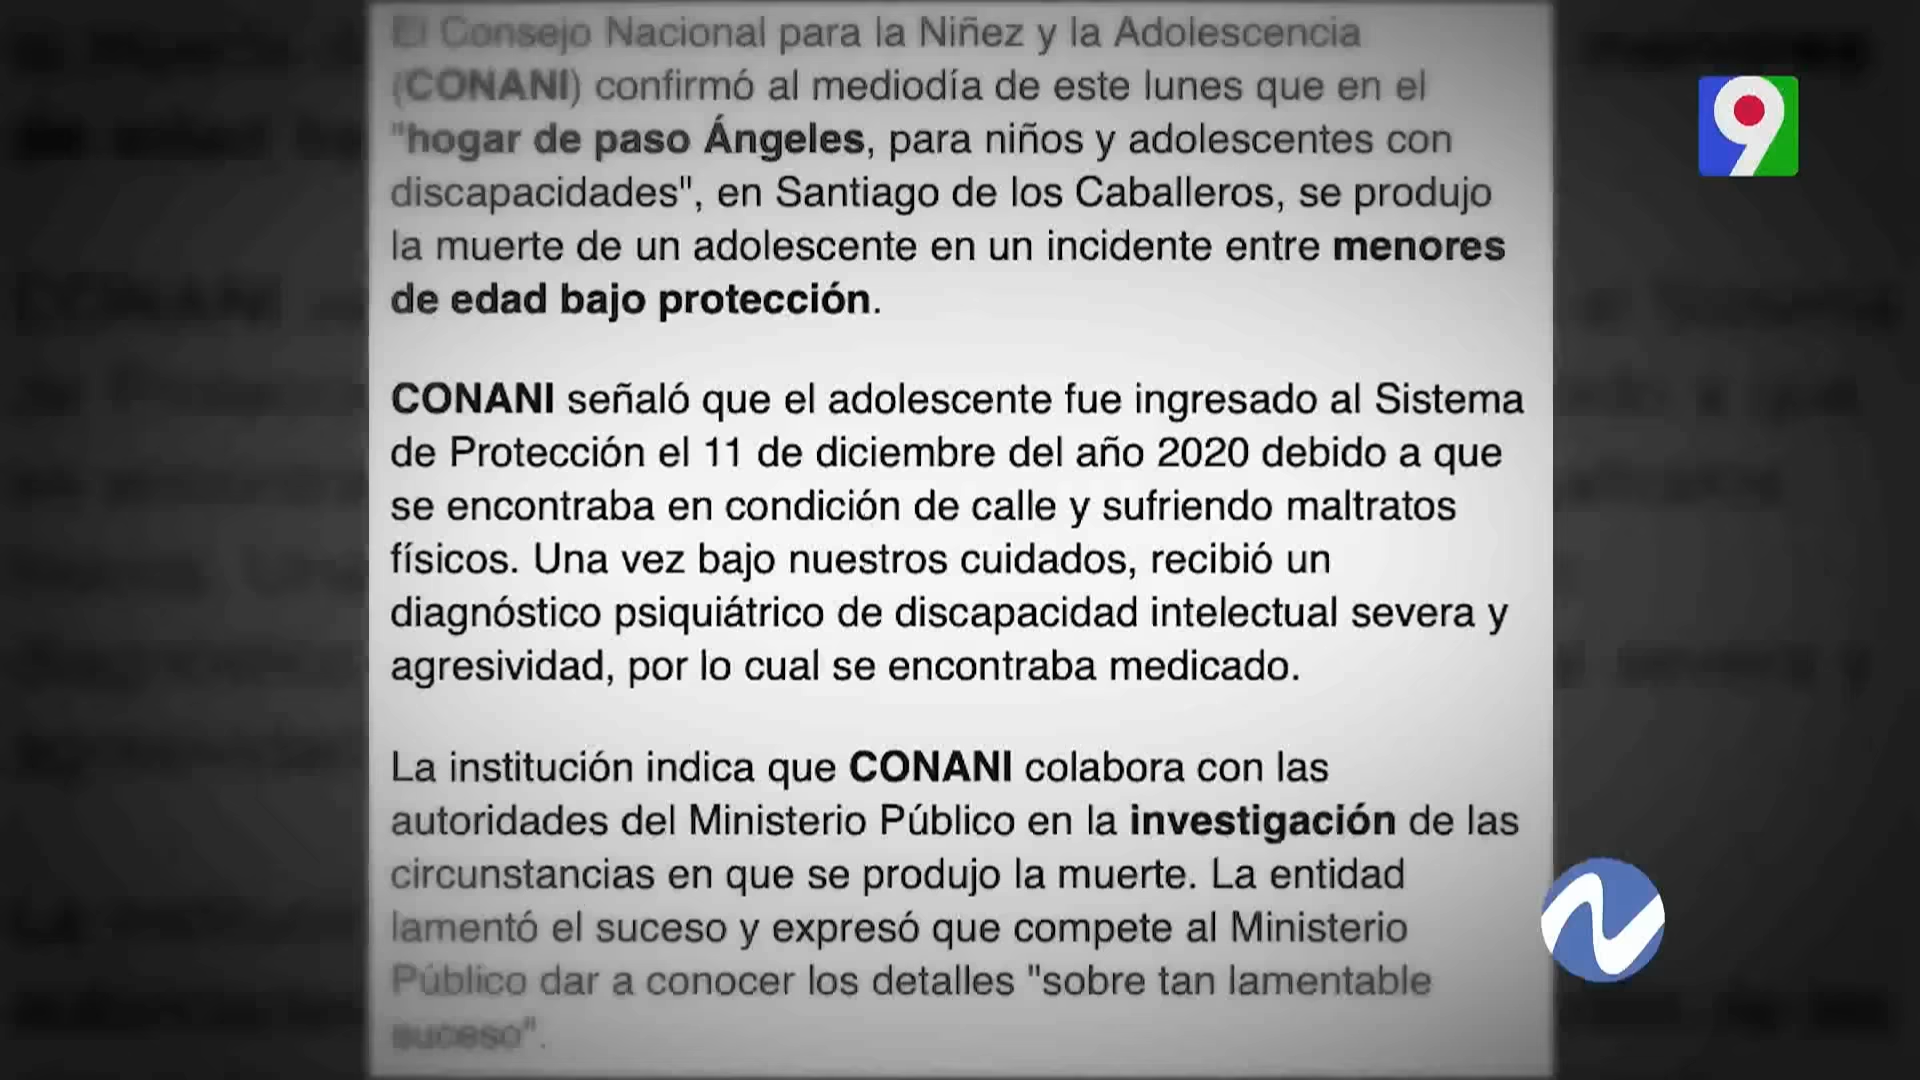 El Consejo Nacional para la Niñez y la Adolescencia
(CONANI) confirmó al mediodía de este lunes que en el
"hogar de paso Ángeles, para niños y adolescentes con
discapacidades", en Santiago de los Caballeros, se produjo
la muerte de un adolescente en un incidente entre menores
de edad bajo protección.
CONANI señaló que el adolescente fue ingresado al Sistema
de Protección el 11 de diciembre del año 2020 debido a que
se encontraba en condición de calle y sufriendo maltratos
físicos. Una vez bajo nuestros cuidados, recibió un
diagnóstico psiquiátrico de discapacidad intelectual severa y
agresividad, por lo cual se encontraba medicado.
La institución indica que CONANI colabora con las
autoridades del Ministerio Público en la investigación de las
circunstancias en que se produjo la muerte. La entidad
lamentó el suceso y expresó que compete al Ministerio
Público dar a conocer los detalles "sobre tan lamentable
suceso".
9
N